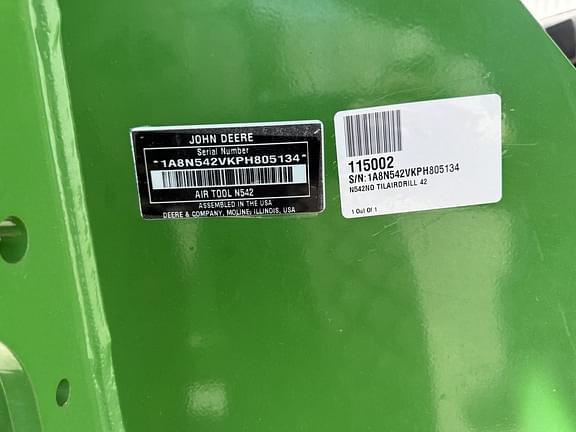 JOHN DEERE
Serial Number
*1A8N542VKPH805134*
AIR TOOL N542
ASSEMBLED IN THE USA
DEERE & COMPANY, MOLINE, ILLINOIS, USA
115002
S/N:1A8N542VKPH805134
N542NO TILAIRDRILL 42
1 Out Of 1